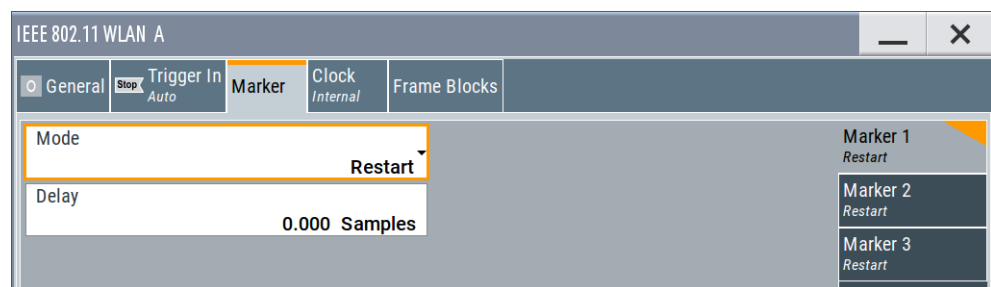 IEEE 802.11 WLAN A
General
Stop
Trigger In
Auto
Marker
Clock
Internal
Frame Blocks
Mode
Restart
Delay
0.000 Samples
Marker 1
Restart
Marker 2
Restart
Marker 3
Restart